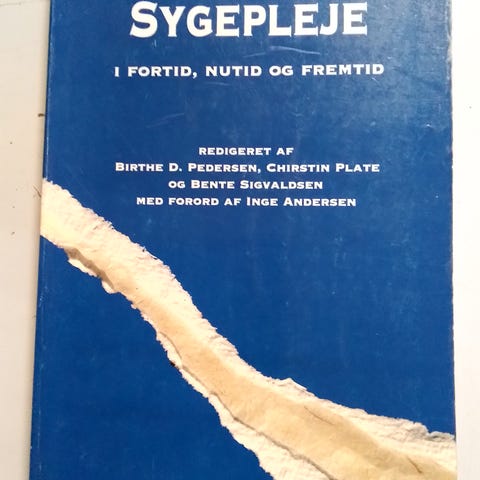 SYGEPLEJE
I FORTID, NUTID OG FREMTID
REDIGERET AF
BIRTHE D. PEDERSEN, CHIRSTIN PLATE
OG BENTE SIGVALDSEN
MED FORORD AF INGE ANDERSEN